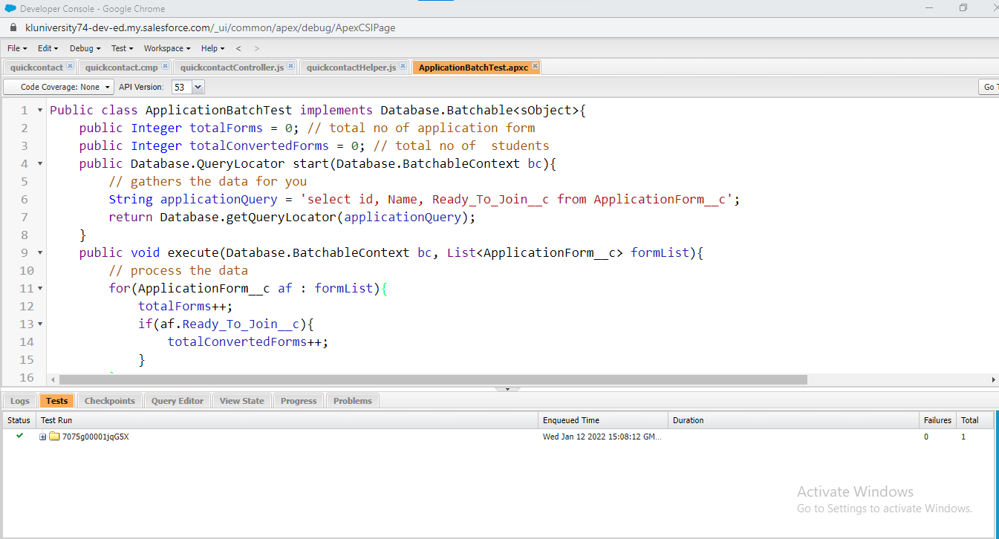 Developer Console - Google Chrome
kluniversity74-dev-ed.my.salesforce.com/_ui/common/apex/debug/ApexCSIPage
File Edit Debug Test Workspace Help < >
quickcontact quickcontact.cmp quickcontactController.js quickcontactHelper.js ApplicationBatchTest.apxc
Code Coverage: None API Version: 53 Go
1 Public class ApplicationBatchTest implements Database.Batchable<sObject>{
2 public Integer totalForms = 0; // total no of application form
3 public Integer totalConvertedForms = 0; // total no of  students
4 public Database.QueryLocator start(Database.BatchableContext bc){
5 // gathers the data for you
6 String applicationQuery = 'select id, Name, Ready_To_Join__c from ApplicationForm__c';
7 return Database.getQueryLocator(applicationQuery);
8 }
9 public void execute(Database.BatchableContext bc, List<ApplicationForm__c> formList){
10 // process the data
11 for(ApplicationForm__c af : formList){
12 totalForms++;
13 if(af.Ready_To_Join__c){
14 totalConvertedForms++;
15 }
16
Logs Tests Checkpoints Query Editor View State Progress Problems
Status Test Run Enqueued Time Duration Failures Total
7075g00001jqG5X Wed Jan 12 2022 15:08:12 GM... 0 1
Activate Windows
Go to Settings to activate Windows.